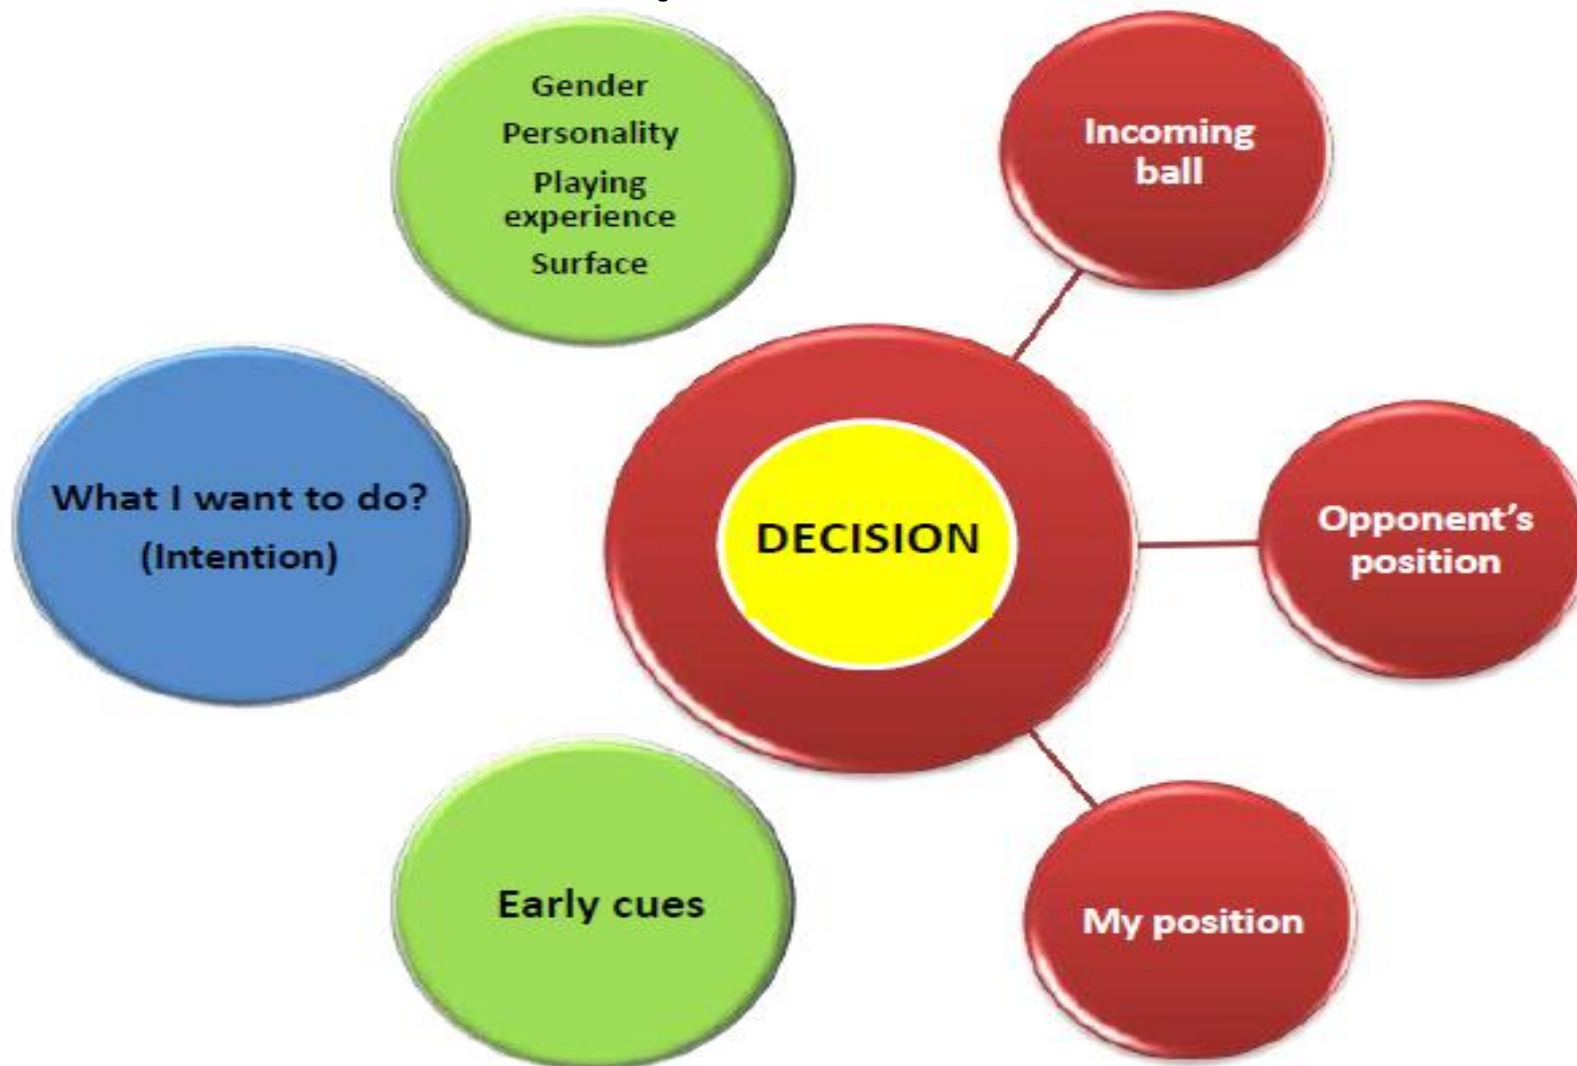 Gender
Personality
Playing
experience
Surface
Incoming
ball
What I want to do?
(Intention)
DECISION
Opponent's
position
Early cues
My position